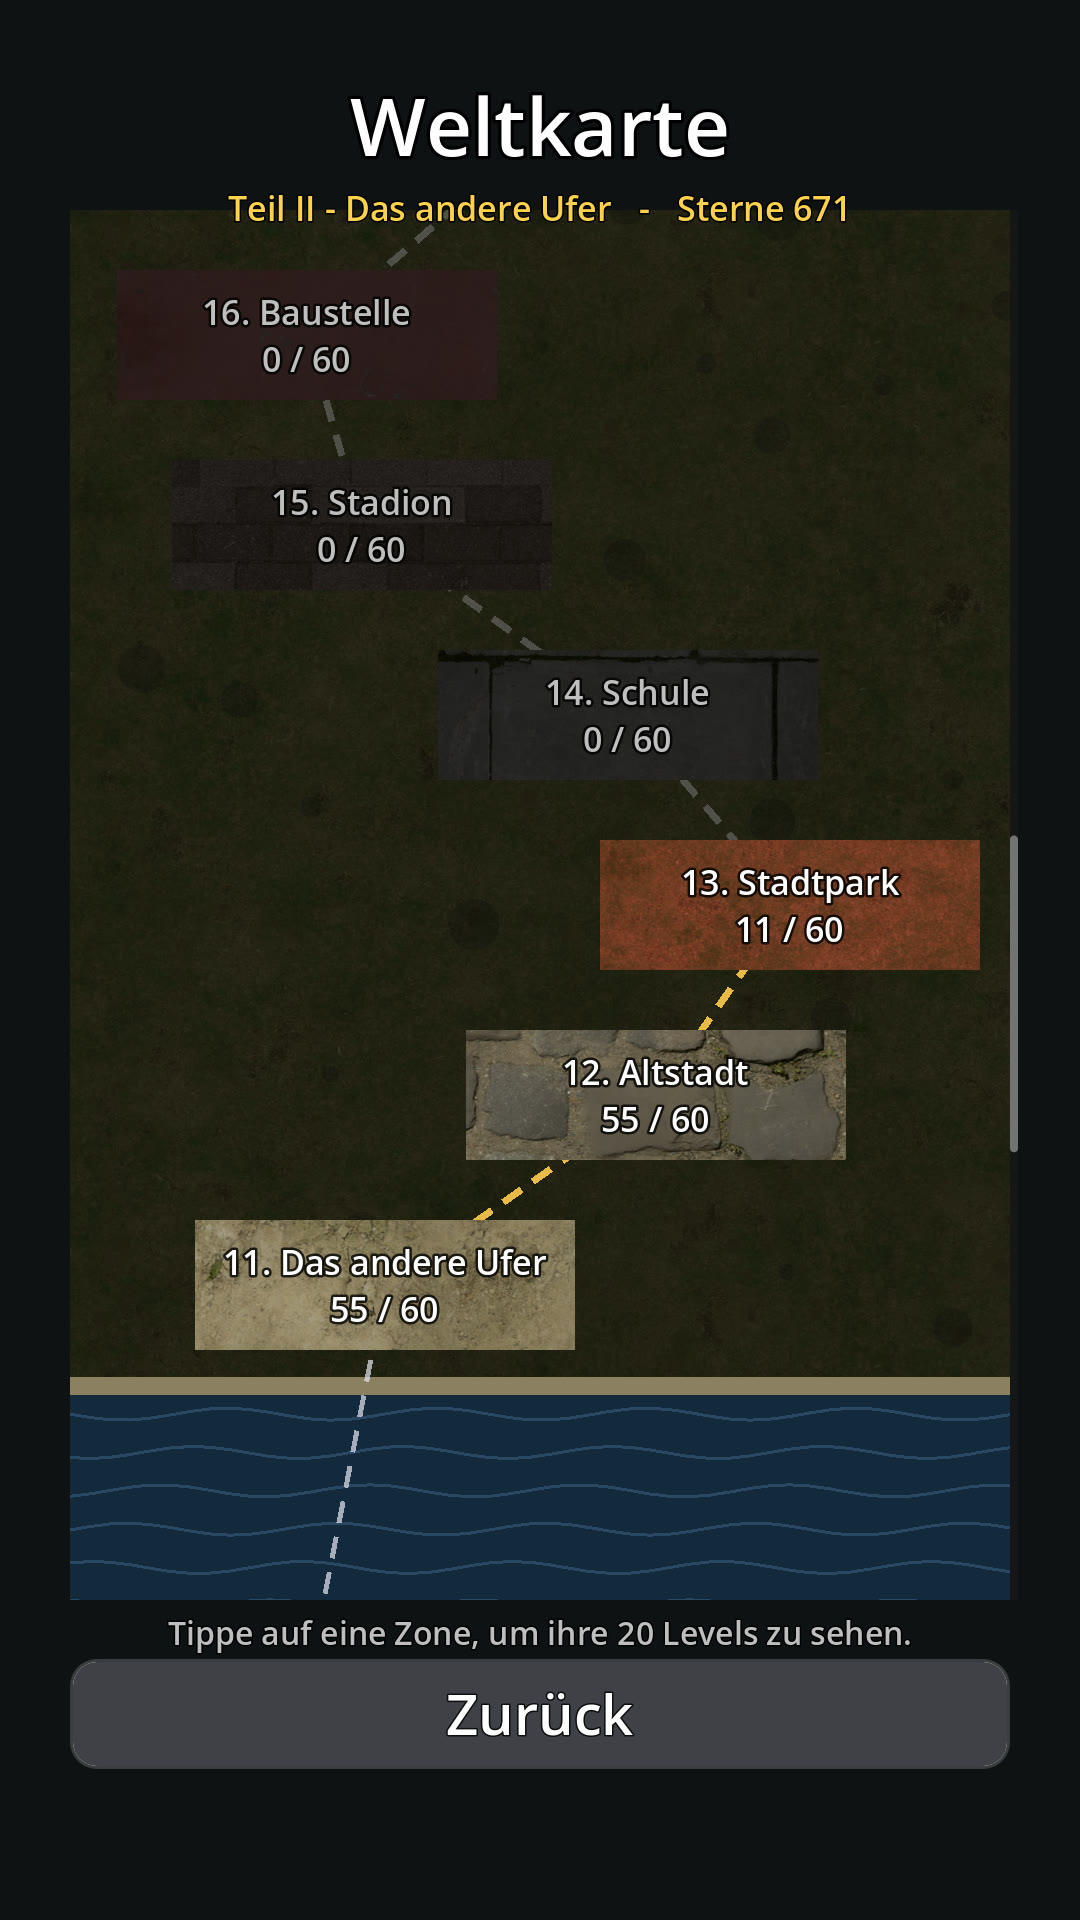 Weltkarte
Teil II - Das andere Ufer - Sterne 671
16. Baustelle
0 / 60
15. Stadion
0 / 60
14. Schule
0 / 60
13. Stadtpark
11 / 60
12. Altstadt
55 / 60
11. Das andere Ufer
55 / 60
Tippe auf eine Zone, um ihre 20 Levels zu sehen.
Zurück